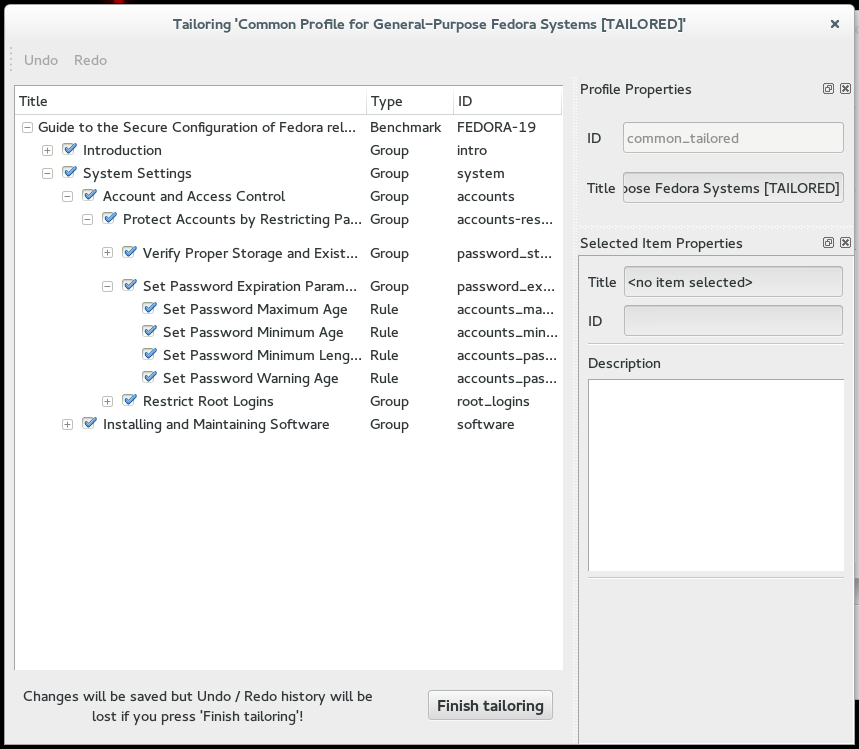 Tailoring 'Common Profile for General-Purpose Fedora Systems [TAILORED]'
Undo Redo
Title Type ID
Guide to the Secure Configuration of Fedora rel... Benchmark FEDORA-19
Introduction Group intro
System Settings Group system
Account and Access Control Group accounts
Protect Accounts by Restricting Pa... Group accounts-res...
Verify Proper Storage and Exist... Group password_st...
Set Password Expiration Param... Group password_ex...
Set Password Maximum Age Rule accounts_ma...
Set Password Minimum Age Rule accounts_min...
Set Password Minimum Leng... Rule accounts_pas...
Set Password Warning Age Rule accounts_pas...
Restrict Root Logins Group root_logins
Installing and Maintaining Software Group software
Changes will be saved but Undo / Redo history will be
lost if you press 'Finish tailoring'!
Finish tailoring
Profile Properties
ID common_tailored
Title pose Fedora Systems [TAILORED]
Selected Item Properties
Title <no item selected>
ID
Description